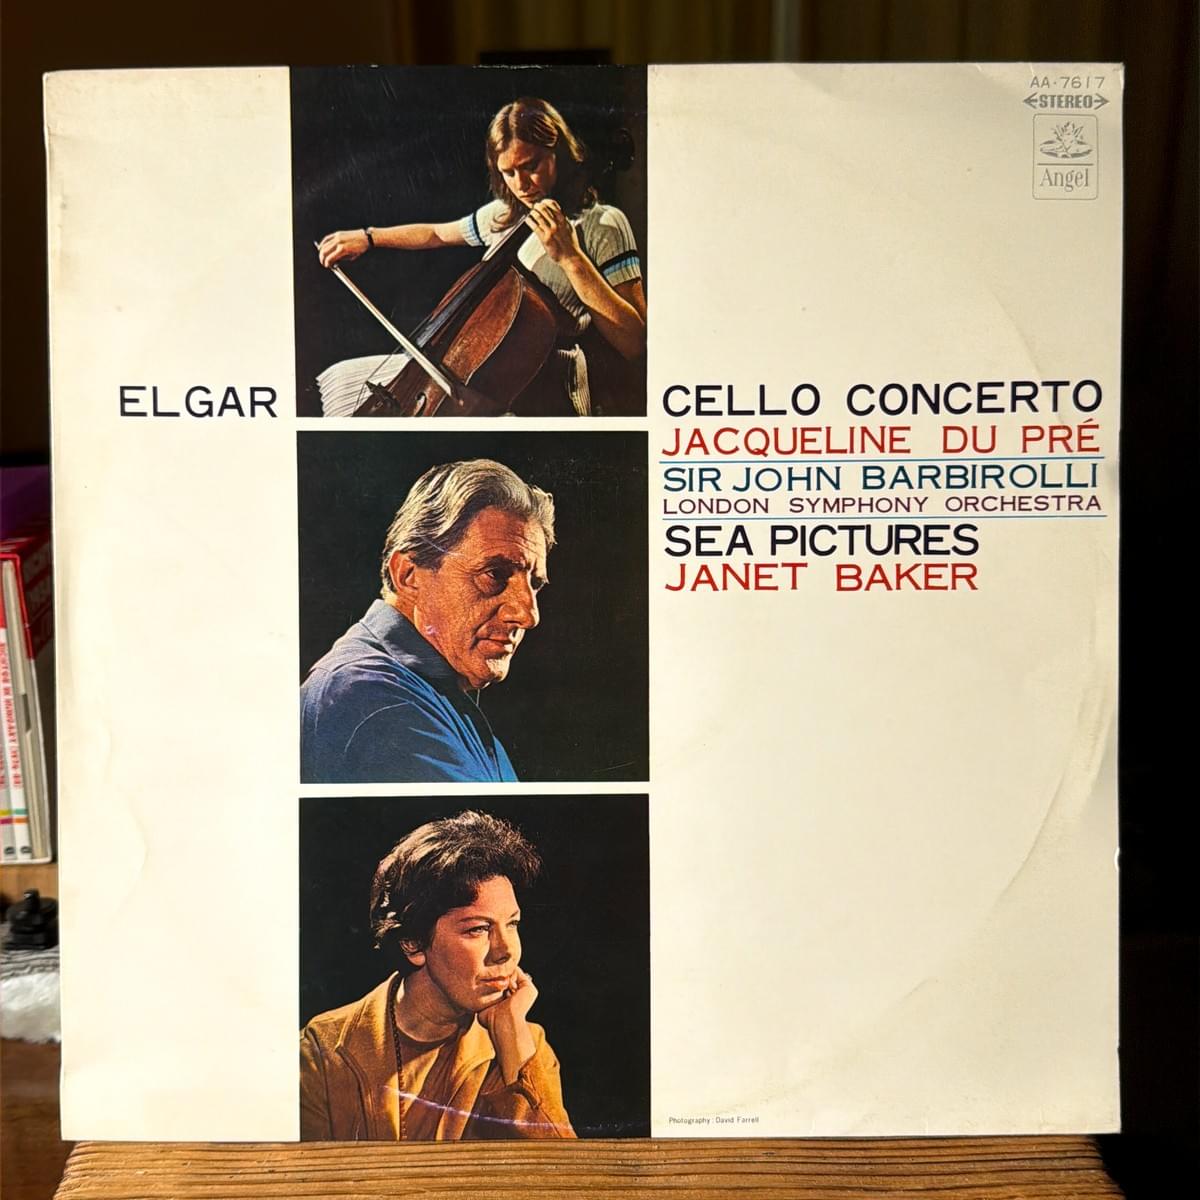 AA·7617
STEREO
Angel
ELGAR
CELLO CONCERTO
JACQUELINE DU PRÉ
SIR JOHN BARBIROLLI
LONDON SYMPHONY ORCHESTRA
SEA PICTURES
JANET BAKER
Photography : David Farrell